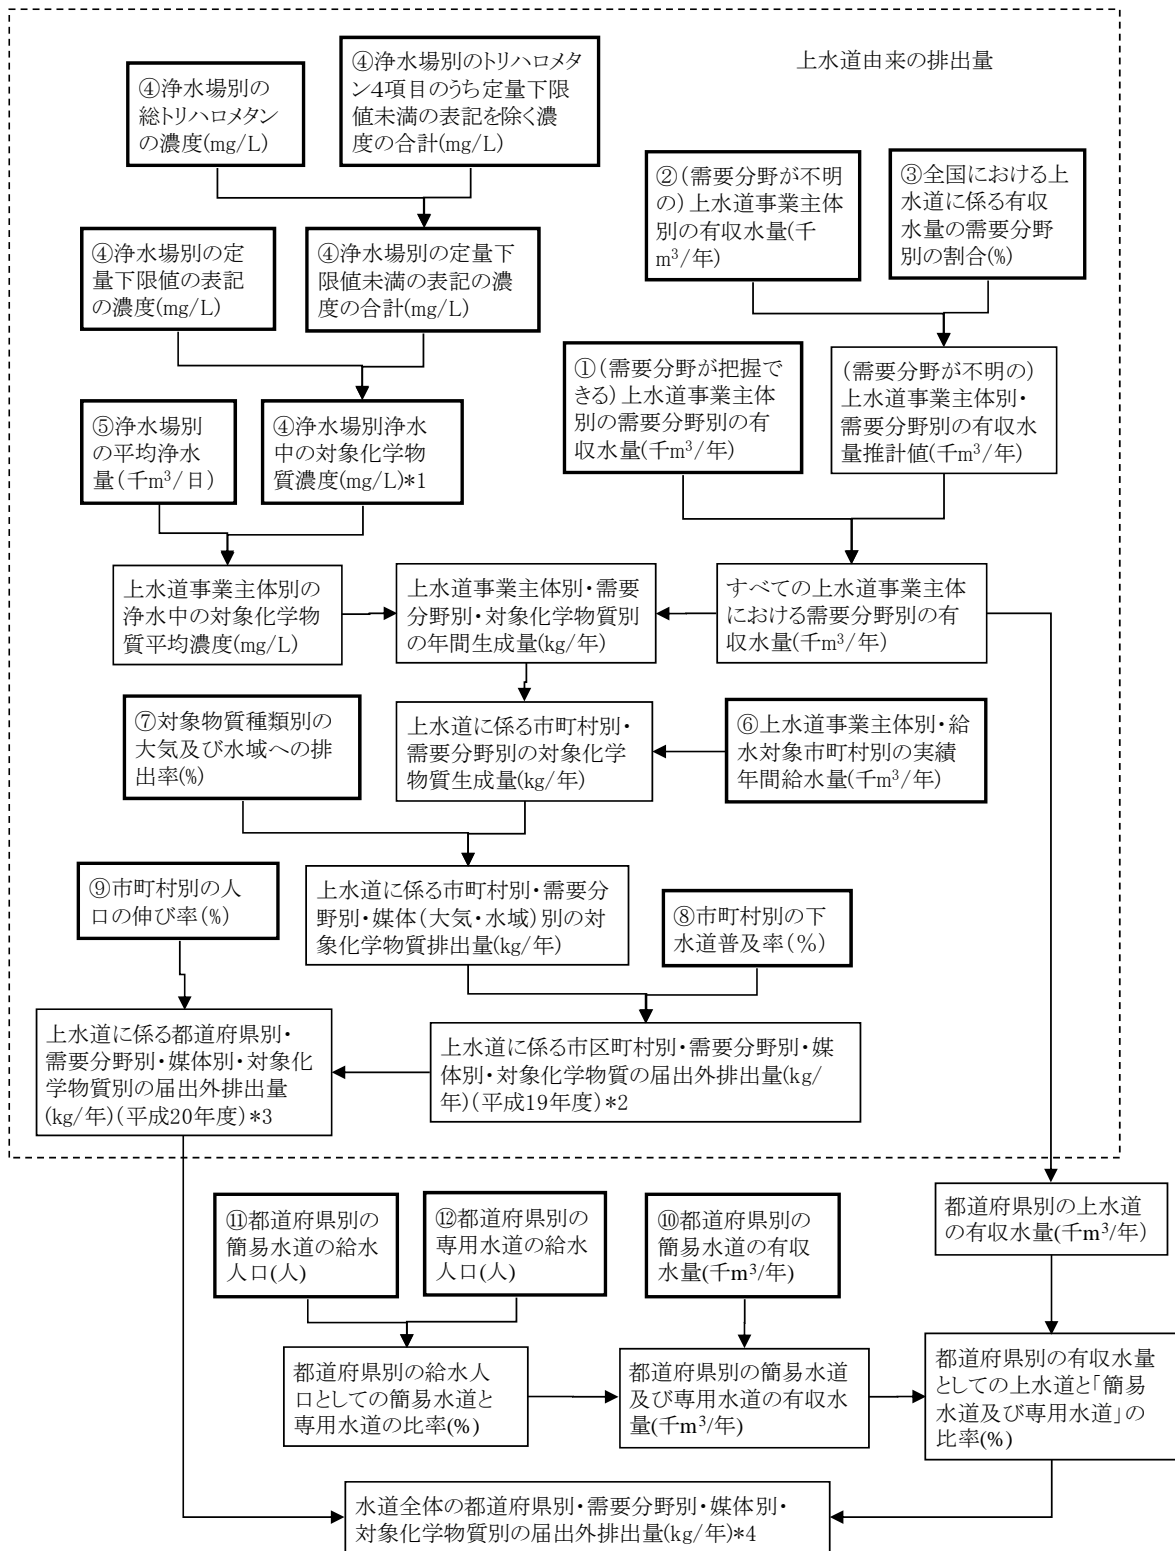 上水道由来の排出量
④浄水場別の
総トリハロメタン
の濃度(mg/L)
④浄水場別のトリハロメタ
ン4項目のうち定量下限
値未満の表記を除く濃
度の合計(mg/L)
②(需要分野が不明
の)上水道事業主体
別の有収水量(千
m³/年)
③全国における上
水道に係る有収
水量の需要分野
別の割合(%)
④浄水場別の定
量下限値の表記
の濃度(mg/L)
④浄水場別の定量下
限値未満の表記の濃
度の合計(mg/L)
①(需要分野が把握で
きる)上水道事業主体
別の需要分野別の有
収水量(千m³/年)
(需要分野が不明の)
上水道事業主体別・
需要分野別の有収水
量推計値(千m³/年)
⑤浄水場別
の平均浄水
量(千m³/日)
④浄水場別浄水
中の対象化学物
質濃度(mg/L)*1
上水道事業主体別の
浄水中の対象化学物
質平均濃度(mg/L)
上水道事業主体別・需要
分野別・対象化学物質別
の年間生成量(kg/年)
すべての上水道事業主体
における需要分野別の有
収水量(千m³/年)
⑦対象物質種類別の
大気及び水域への排
出率(%)
上水道に係る市町村別・
需要分野別の対象化学
物質生成量(kg/年)
⑥上水道事業主体別・給
水対象市町村別の実績
年間給水量(千m³/年)
⑨市町村別の人
口の伸び率(%)
上水道に係る市町村別・需要分
野別・媒体(大気・水域)別の対
象化学物質排出量(kg/年)
⑧市町村別の下
水道普及率(%)
上水道に係る都道府県別・
需要分野別・媒体別・対象化
学物質別の届出外排出量
(kg/年)(平成20年度)*3
上水道に係る市区町村別・需要分野別・媒
体別・対象化学物質の届出外排出量(kg/
年)(平成19年度)*2
⑪都道府県別の
簡易水道の給水
人口(人)
⑫都道府県別の
専用水道の給水
人口(人)
⑩都道府県別の
簡易水道の有収
水量(千m³/年)
都道府県別の上水道
の有収水量(千m³/年)
都道府県別の給水人
口としての簡易水道と
専用水道の比率(%)
都道府県別の簡易水道
及び専用水道の有収水
量(千m³/年)
都道府県別の有収水量
としての上水道と「簡易
水道及び専用水道」の
比率(%)
水道全体の都道府県別・需要分野別・媒体別・
対象化学物質別の届出外排出量(kg/年)*4